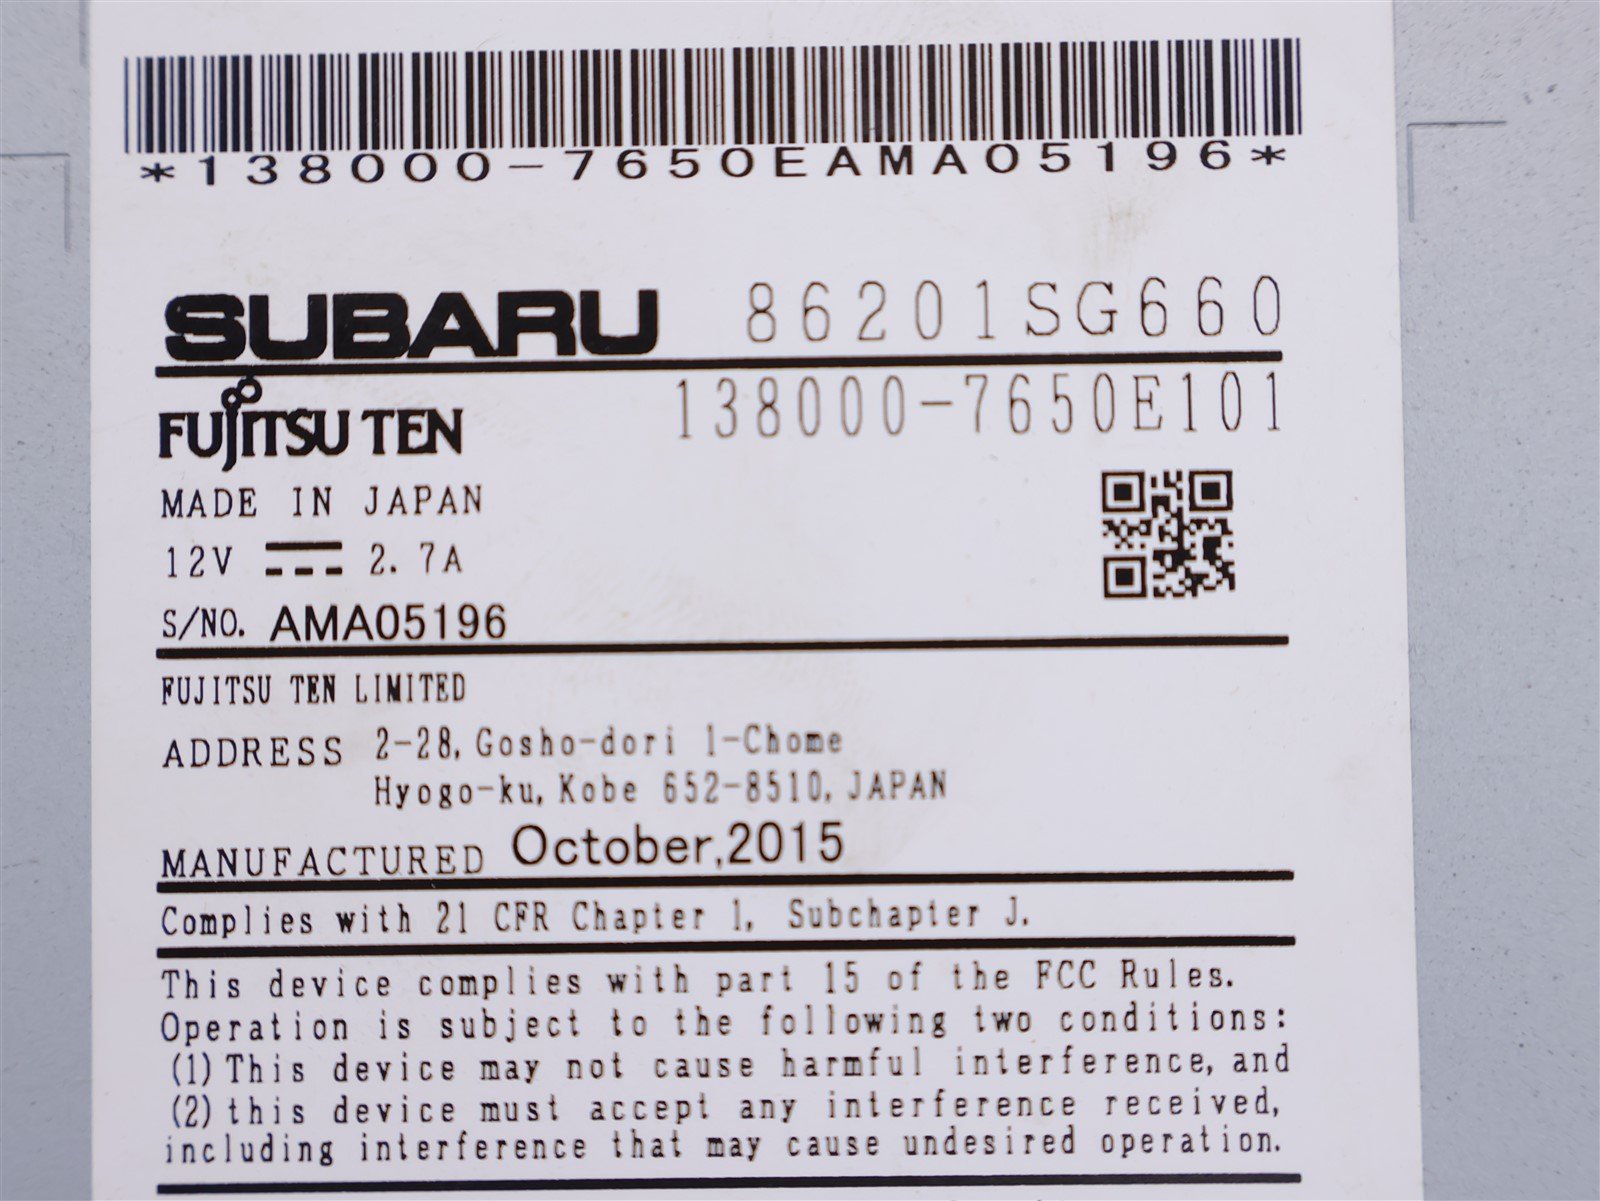 *138000-7650EAMA05196*
SUBARU 86201SG660
FUJITSU TEN 138000-7650E101
MADE IN JAPAN
12V 2.7A
S/NO. AMA05196
FUJITSU TEN LIMITED
ADDRESS 2-28, Gosho-dori 1-Chome
Hyogo-ku, Kobe 652-8510, JAPAN
MANUFACTURED October,2015
Complies with 21 CFR Chapter 1, Subchapter J.
This device complies with part 15 of the FCC Rules.
Operation is subject to the following two conditions:
(1) This device may not cause harmful interference, and
(2) this device must accept any interference received,
including interference that may cause undesired operation.